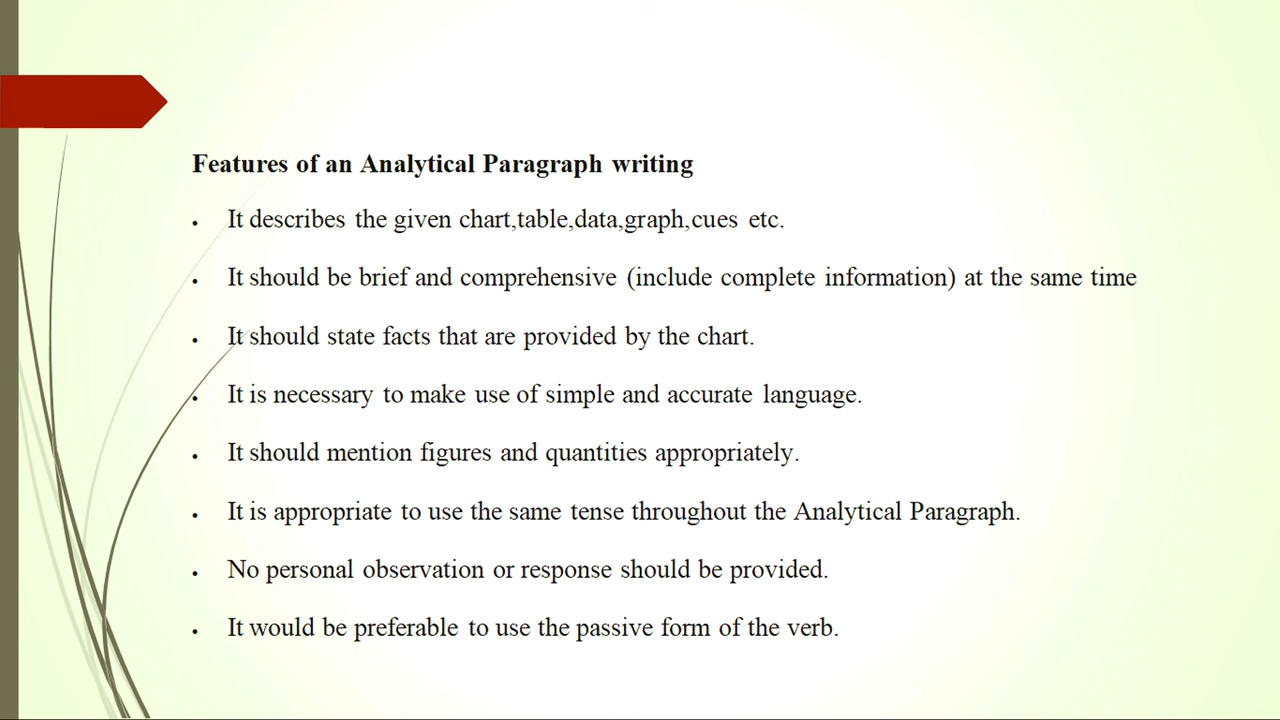 Features of an Analytical Paragraph writing
• It describes the given chart,table,data,graph,cues etc.
• It should be brief and comprehensive (include complete information) at the same time
• It should state facts that are provided by the chart.
• It is necessary to make use of simple and accurate language.
• It should mention figures and quantities appropriately.
• It is appropriate to use the same tense throughout the Analytical Paragraph.
• No personal observation or response should be provided.
• It would be preferable to use the passive form of the verb.